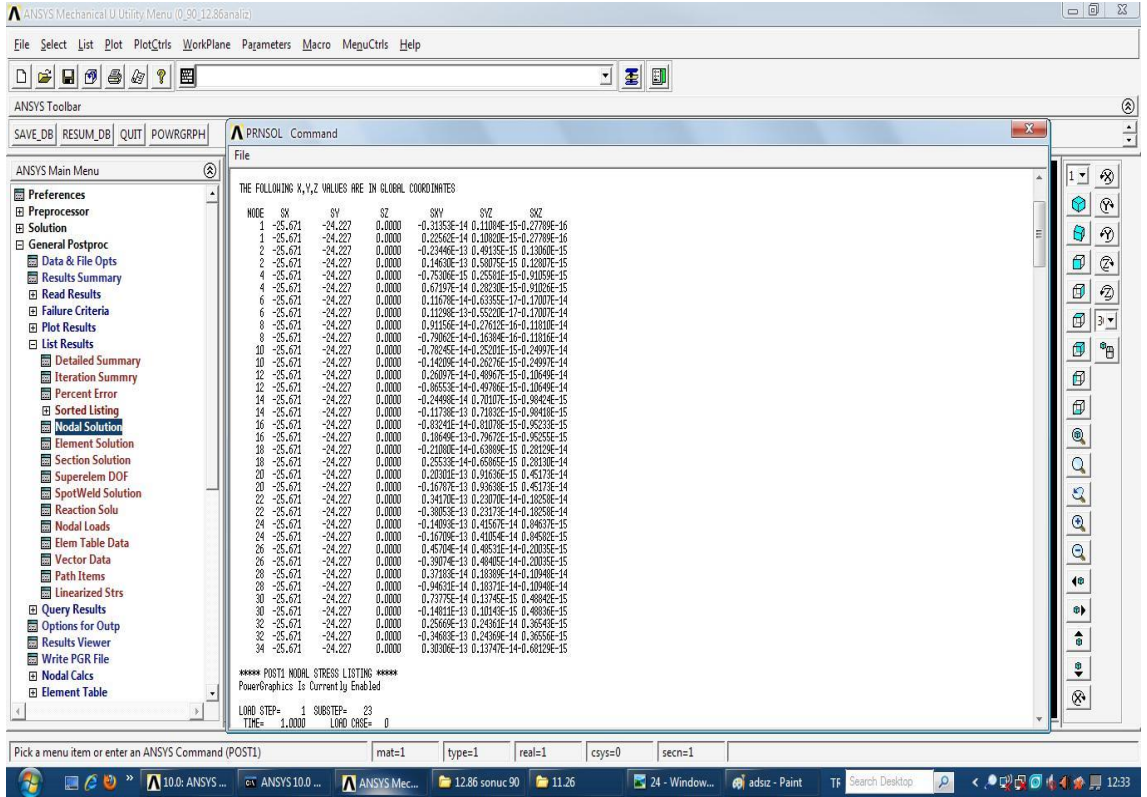 ANSYS Mechanical U Utility Menu (0_90_12.86analiz)
File Select List Plot PlotCtrls WorkPlane Parameters Macro MenuCtrls Help
ANSYS Toolbar
SAVE_DB RESUM_DB QUIT POWRGRPH
ANSYS Main Menu
Preferences
Preprocessor
Solution
General Postproc
Data & File Opts
Results Summary
Read Results
Failure Criteria
Plot Results
List Results
Detailed Summary
Iteration Summry
Percent Error
Sorted Listing
Nodal Solution
Element Solution
Section Solution
Superelem DOF
SpotWeld Solution
Reaction Solu
Nodal Loads
Elem Table Data
Vector Data
Path Items
Linearized Strs
Query Results
Options for Outp
Results Viewer
Write PGR File
Nodal Calcs
Element Table
PRNSOL Command
File
THE FOLLOWING X,Y,Z VALUES ARE IN GLOBAL COORDINATES
NODE SX SY SZ SXY SYZ SXZ
1 -25.671 -24.227 0.0000 -0.31353E-14 0.11084E-15-0.27789E-16
1 -25.671 -24.227 0.0000 0.22562E-14 0.10820E-15-0.27789E-16
2 -25.671 -24.227 0.0000 -0.23446E-13 0.49135E-15 0.13060E-15
2 -25.671 -24.227 0.0000 0.14630E-13 0.58075E-15 0.12807E-15
4 -25.671 -24.227 0.0000 -0.75306E-15 0.25581E-15-0.91059E-15
4 -25.671 -24.227 0.0000 0.67197E-14 0.28230E-15-0.91026E-15
6 -25.671 -24.227 0.0000 0.11678E-14-0.63355E-17-0.17007E-14
6 -25.671 -24.227 0.0000 0.11298E-13-0.55220E-17-0.17007E-14
8 -25.671 -24.227 0.0000 0.91156E-14-0.27612E-16-0.11810E-14
8 -25.671 -24.227 0.0000 -0.79062E-14-0.16384E-16-0.11816E-14
10 -25.671 -24.227 0.0000 -0.78245E-14-0.25201E-15-0.24997E-14
10 -25.671 -24.227 0.0000 -0.14209E-14-0.26276E-15-0.24997E-14
12 -25.671 -24.227 0.0000 0.26097E-14-0.48967E-15-0.10649E-14
12 -25.671 -24.227 0.0000 -0.86553E-14-0.49786E-15-0.10649E-14
14 -25.671 -24.227 0.0000 -0.24498E-14 0.70107E-15-0.98424E-15
14 -25.671 -24.227 0.0000 -0.11738E-13 0.71832E-15-0.98418E-15
16 -25.671 -24.227 0.0000 -0.83241E-14-0.81078E-15-0.95233E-15
16 -25.671 -24.227 0.0000 0.18649E-13-0.79672E-15-0.95255E-15
18 -25.671 -24.227 0.0000 -0.21080E-14-0.63889E-15 0.28129E-14
18 -25.671 -24.227 0.0000 0.25533E-14-0.65865E-15 0.28130E-14
20 -25.671 -24.227 0.0000 0.20301E-13 0.91636E-15 0.45173E-14
20 -25.671 -24.227 0.0000 -0.16787E-13 0.93638E-15 0.45173E-14
22 -25.671 -24.227 0.0000 0.34170E-13 0.23070E-14-0.18258E-14
22 -25.671 -24.227 0.0000 -0.38053E-13 0.23173E-14-0.18258E-14
24 -25.671 -24.227 0.0000 -0.14093E-13 0.41567E-14 0.84637E-15
24 -25.671 -24.227 0.0000 -0.16709E-13 0.41054E-14 0.84582E-15
26 -25.671 -24.227 0.0000 0.45704E-14 0.48531E-14-0.20035E-15
26 -25.671 -24.227 0.0000 -0.39074E-13 0.48405E-14-0.20035E-15
28 -25.671 -24.227 0.0000 0.37183E-14 0.18389E-14-0.10948E-14
28 -25.671 -24.227 0.0000 -0.94631E-14 0.18371E-14-0.10948E-14
30 -25.671 -24.227 0.0000 0.73775E-14 0.13745E-15 0.48842E-15
30 -25.671 -24.227 0.0000 -0.14811E-13 0.10143E-15 0.48836E-15
32 -25.671 -24.227 0.0000 0.25669E-13 0.24361E-14 0.36543E-15
32 -25.671 -24.227 0.0000 -0.34683E-13 0.24369E-14 0.36556E-15
34 -25.671 -24.227 0.0000 0.30306E-13 0.13747E-14-0.68129E-15
***** POST1 NODAL STRESS LISTING *****
PowerGraphics Is Currently Enabled
LOAD STEP= 1 SUBSTEP= 23
TIME= 1.0000 LOAD CASE= 0
1
Pick a menu item or enter an ANSYS Command (POST1) mat=1 type=1 real=1 csys=0 secn=1
10.0: ANSYS ... ANSYS 10.0 ... ANSYS Mec... 12.86 sonuc 90 11.26 24 - Window... adsız - Paint TR Search Desktop 12:33